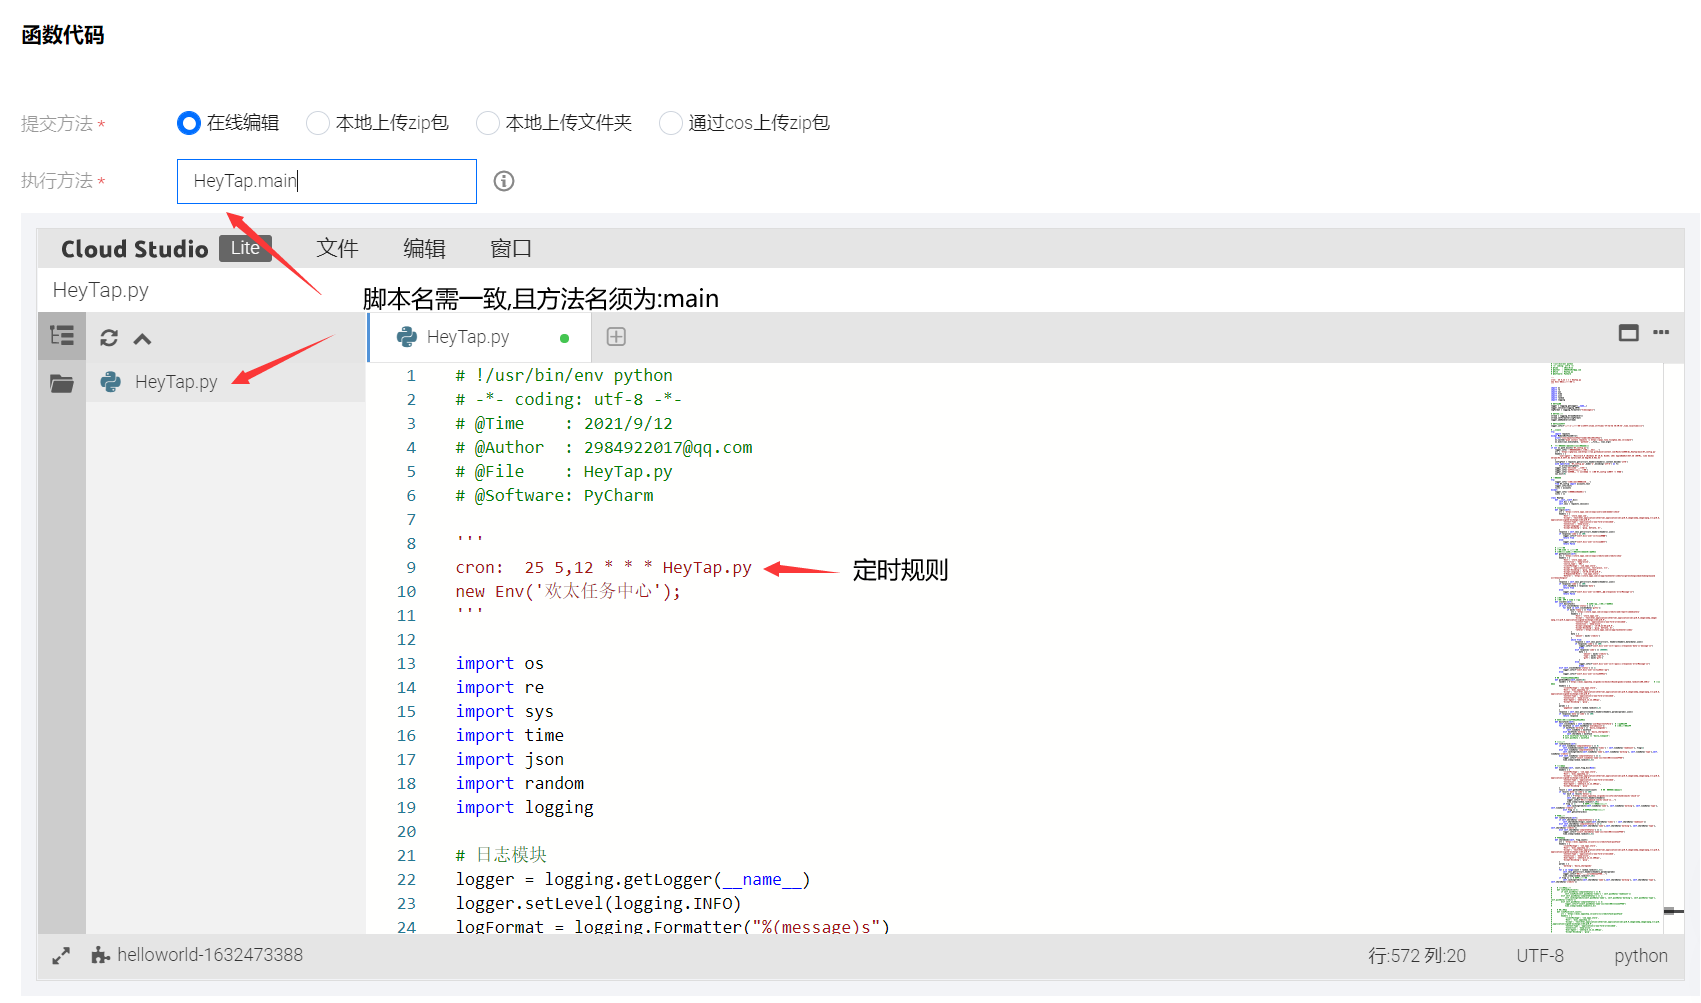 函数代码
提交方法 * 在线编辑 本地上传zip包 本地上传文件夹 通过cos上传zip包
执行方法 * HeyTap.main
Cloud Studio Lite 文件 编辑 窗口
HeyTap.py
脚本名需一致,且方法名须为:main
HeyTap.py
HeyTap.py
1 # !/usr/bin/env python
2 # -*- coding: utf-8 -*-
3 # @Time    : 2021/9/12
4 # @Author  : 2984922017@qq.com
5 # @File    : HeyTap.py
6 # @Software: PyCharm
7
8 '''
9 cron:  25 5,12 * * * HeyTap.py
定时规则
10 new Env('欢太任务中心');
11 '''
12
13 import os
14 import re
15 import sys
16 import time
17 import json
18 import random
19 import logging
20
21 # 日志模块
22 logger = logging.getLogger(__name__)
23 logger.setLevel(logging.INFO)
24 logFormat = logging.Formatter("%(message)s")
helloworld-1632473388 行:572 列:20 UTF-8 python